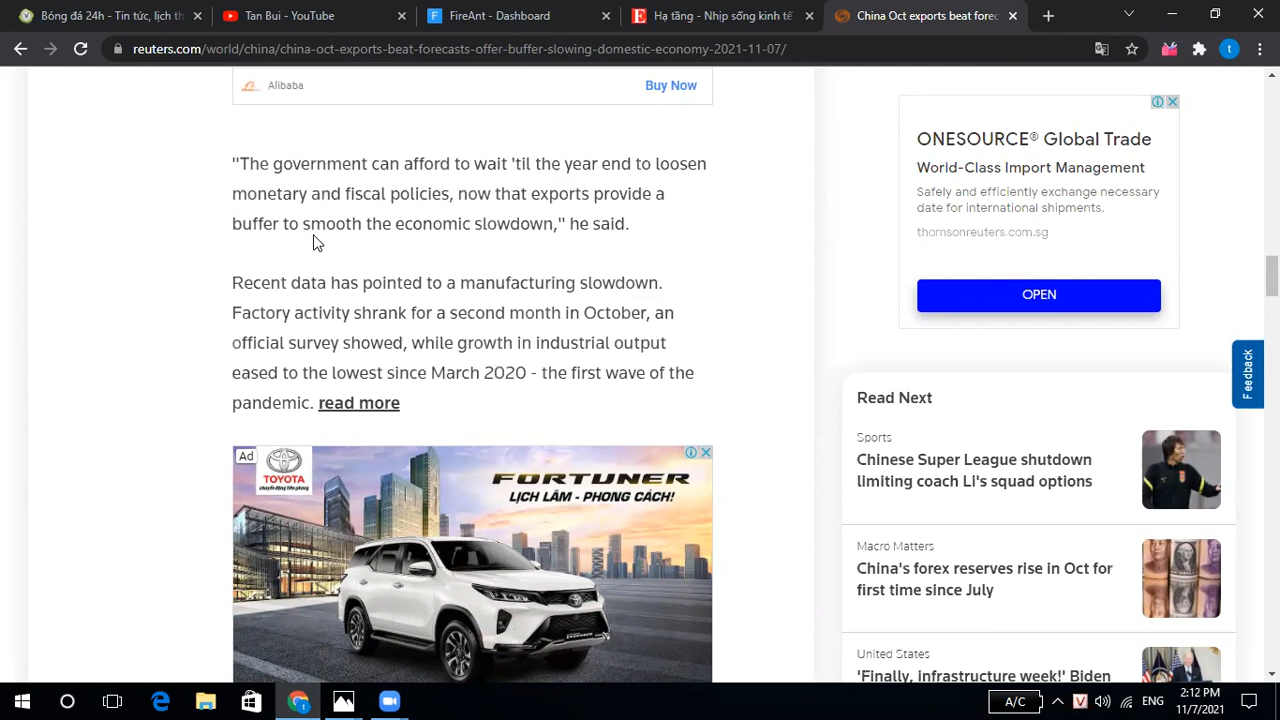 Bóng đá 24h - Tin tức, lịch th
Tan Bui - YouTube
FireAnt - Dashboard
Hạ tầng - Nhịp sống kinh tế
China Oct exports beat forec
reuters.com/world/china/china-oct-exports-beat-forecasts-offer-buffer-slowing-domestic-economy-2021-11-07/
t
Alibaba
Buy Now
"The government can afford to wait 'til the year end to loosen
monetary and fiscal policies, now that exports provide a
buffer to smooth the economic slowdown," he said.
Recent data has pointed to a manufacturing slowdown.
Factory activity shrank for a second month in October, an
official survey showed, while growth in industrial output
eased to the lowest since March 2020 - the first wave of the
pandemic. read more
Ad
TOYOTA
chuyển động tiên phong
FORTUNER
LỊCH LÃM - PHONG CÁCH!
ONESOURCE® Global Trade
World-Class Import Management
Safely and efficiently exchange necessary
date for international shipments.
thomsonreuters.com.sg
OPEN
Feedback
Read Next
Sports
Chinese Super League shutdown
limiting coach Li's squad options
Macro Matters
China's forex reserves rise in Oct for
first time since July
United States
'Finally, infrastructure week!' Biden
A/C
V
ENG
2:12 PM
11/7/2021